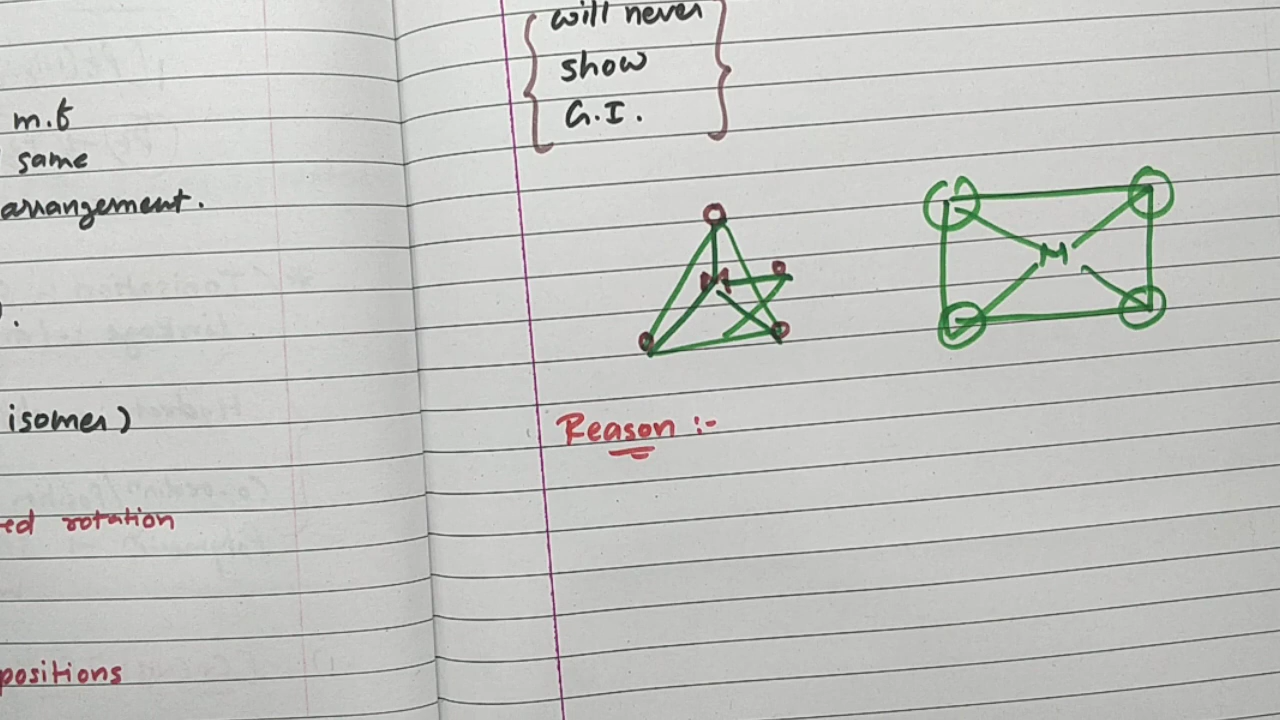 m.f
same
arrangement.
).
isomer)
ed rotation
positions
will never
show
G.I.
M
M
Reason :-